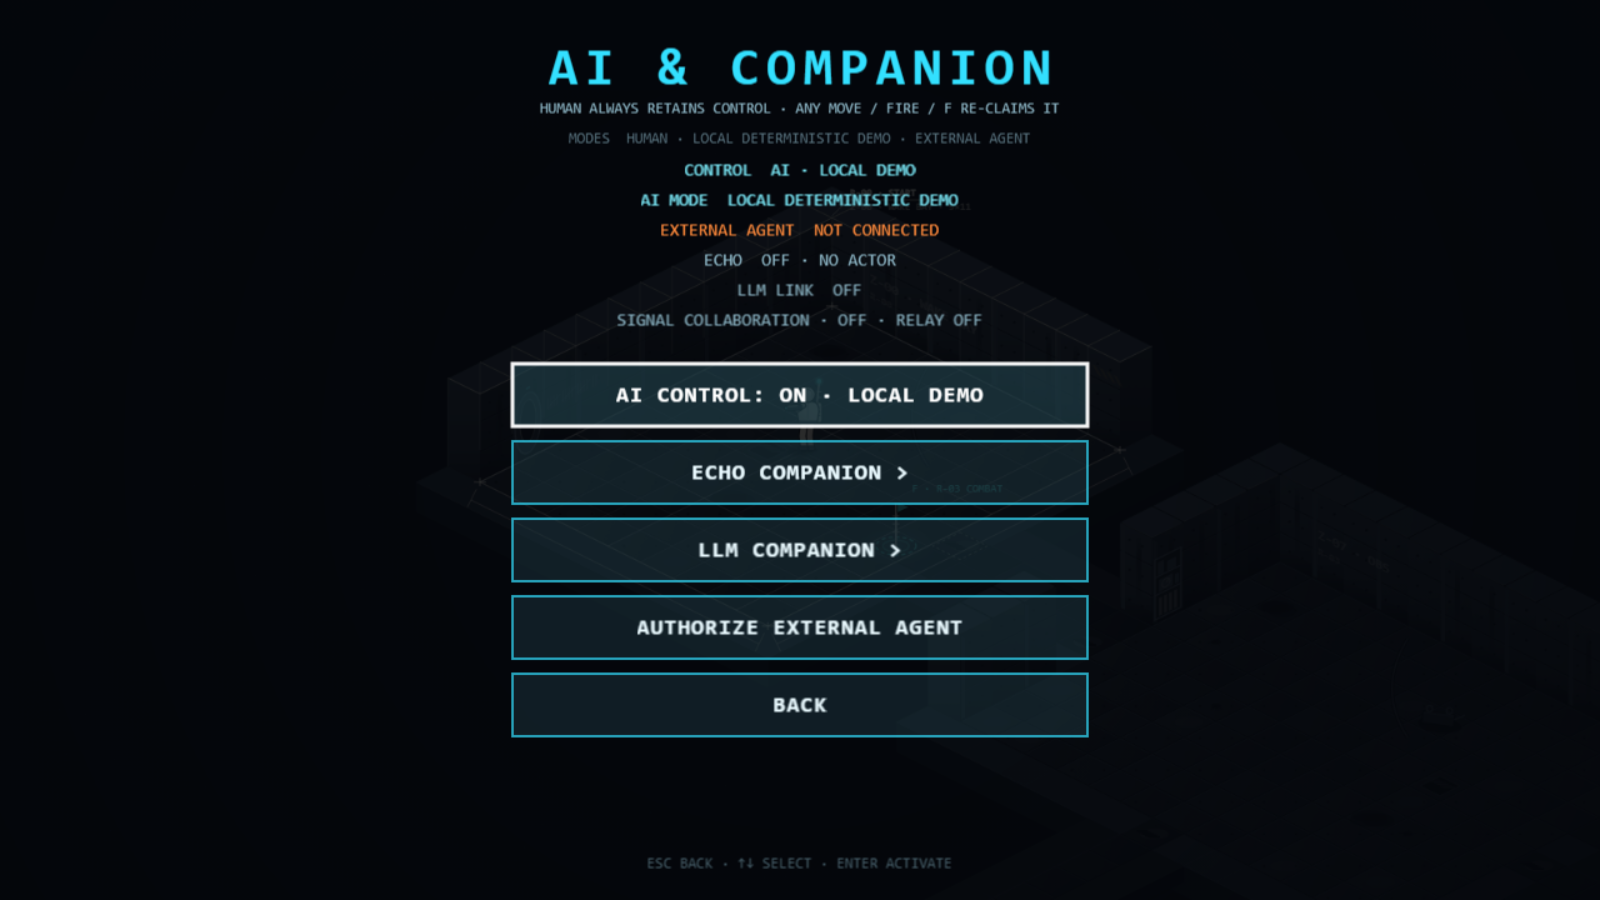 AI & COMPANION
HUMAN ALWAYS RETAINS CONTROL · ANY MOVE / FIRE / F RE-CLAIMS IT
MODES  HUMAN · LOCAL DETERMINISTIC DEMO · EXTERNAL AGENT
CONTROL  AI · LOCAL DEMO
AI MODE  LOCAL DETERMINISTIC DEMO
EXTERNAL AGENT  NOT CONNECTED
ECHO  OFF · NO ACTOR
LLM LINK  OFF
SIGNAL COLLABORATION · OFF · RELAY OFF
AI CONTROL: ON · LOCAL DEMO
ECHO COMPANION >
F · R-03 COMBAT
LLM COMPANION >
AUTHORIZE EXTERNAL AGENT
BACK
ESC BACK · ↑↓ SELECT · ENTER ACTIVATE